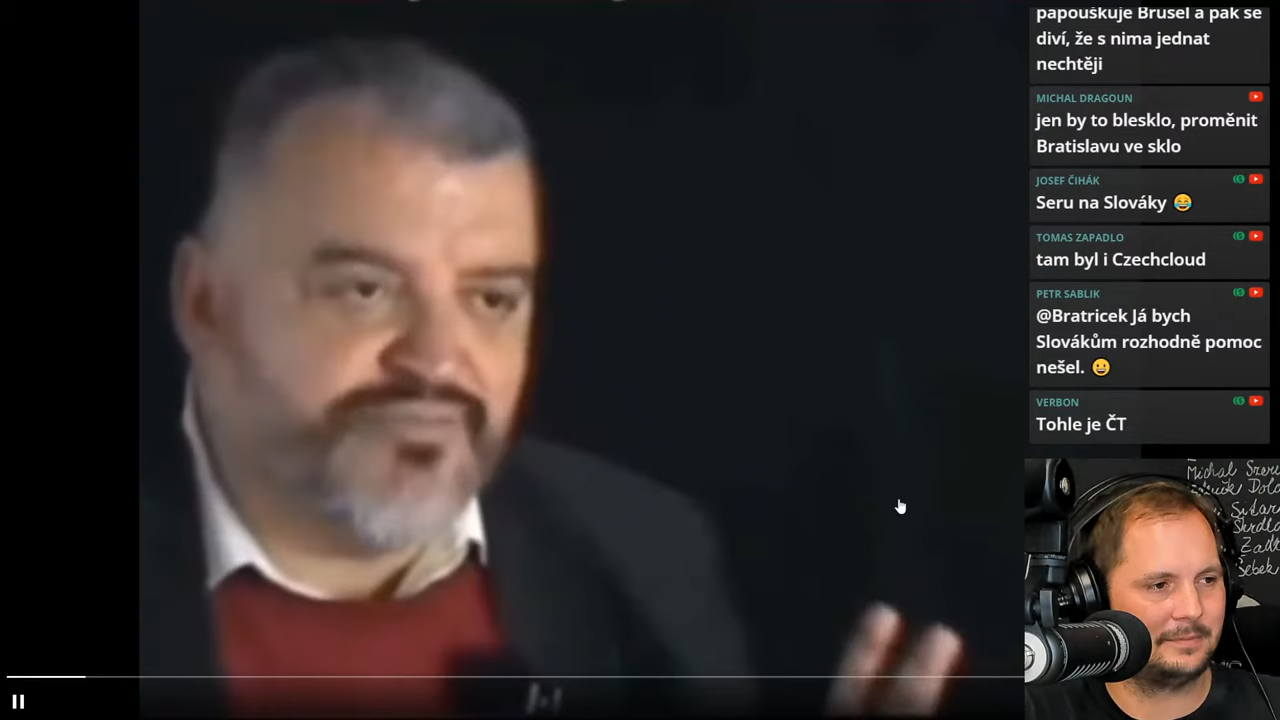 papouškuje Brusel a pak se
diví, že s nima jednat
nechtěji
MICHAL DRAGOUN
jen by to blesklo, proměnit
Bratislavu ve sklo
JOSEF ČIHÁK
Seru na Slováky 😂
TOMAS ZAPADLO
tam byl i Czechcloud
PETR SABLIK
@Bratricek Já bych
Slovákům rozhodně pomoc
nešel. 😀
VERBON
Tohle je ČT
Michal